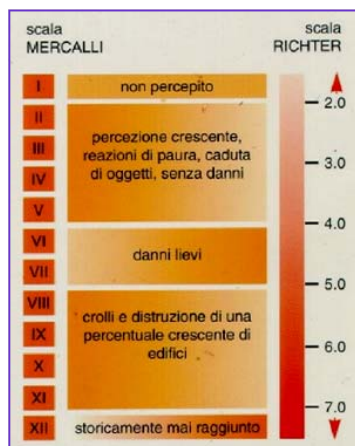 scala
MERCALLI
scala
RICHTER
I
non percepito
II
III
IV
V
percezione crescente,
reazioni di paura, caduta
di oggetti, senza danni
VI
VII
danni lievi
VIII
IX
X
XI
crolli e distruzione di una
percentuale crescente di
edifici
XII
storicamente mai raggiunto
2.0
3.0
4.0
5.0
6.0
7.0